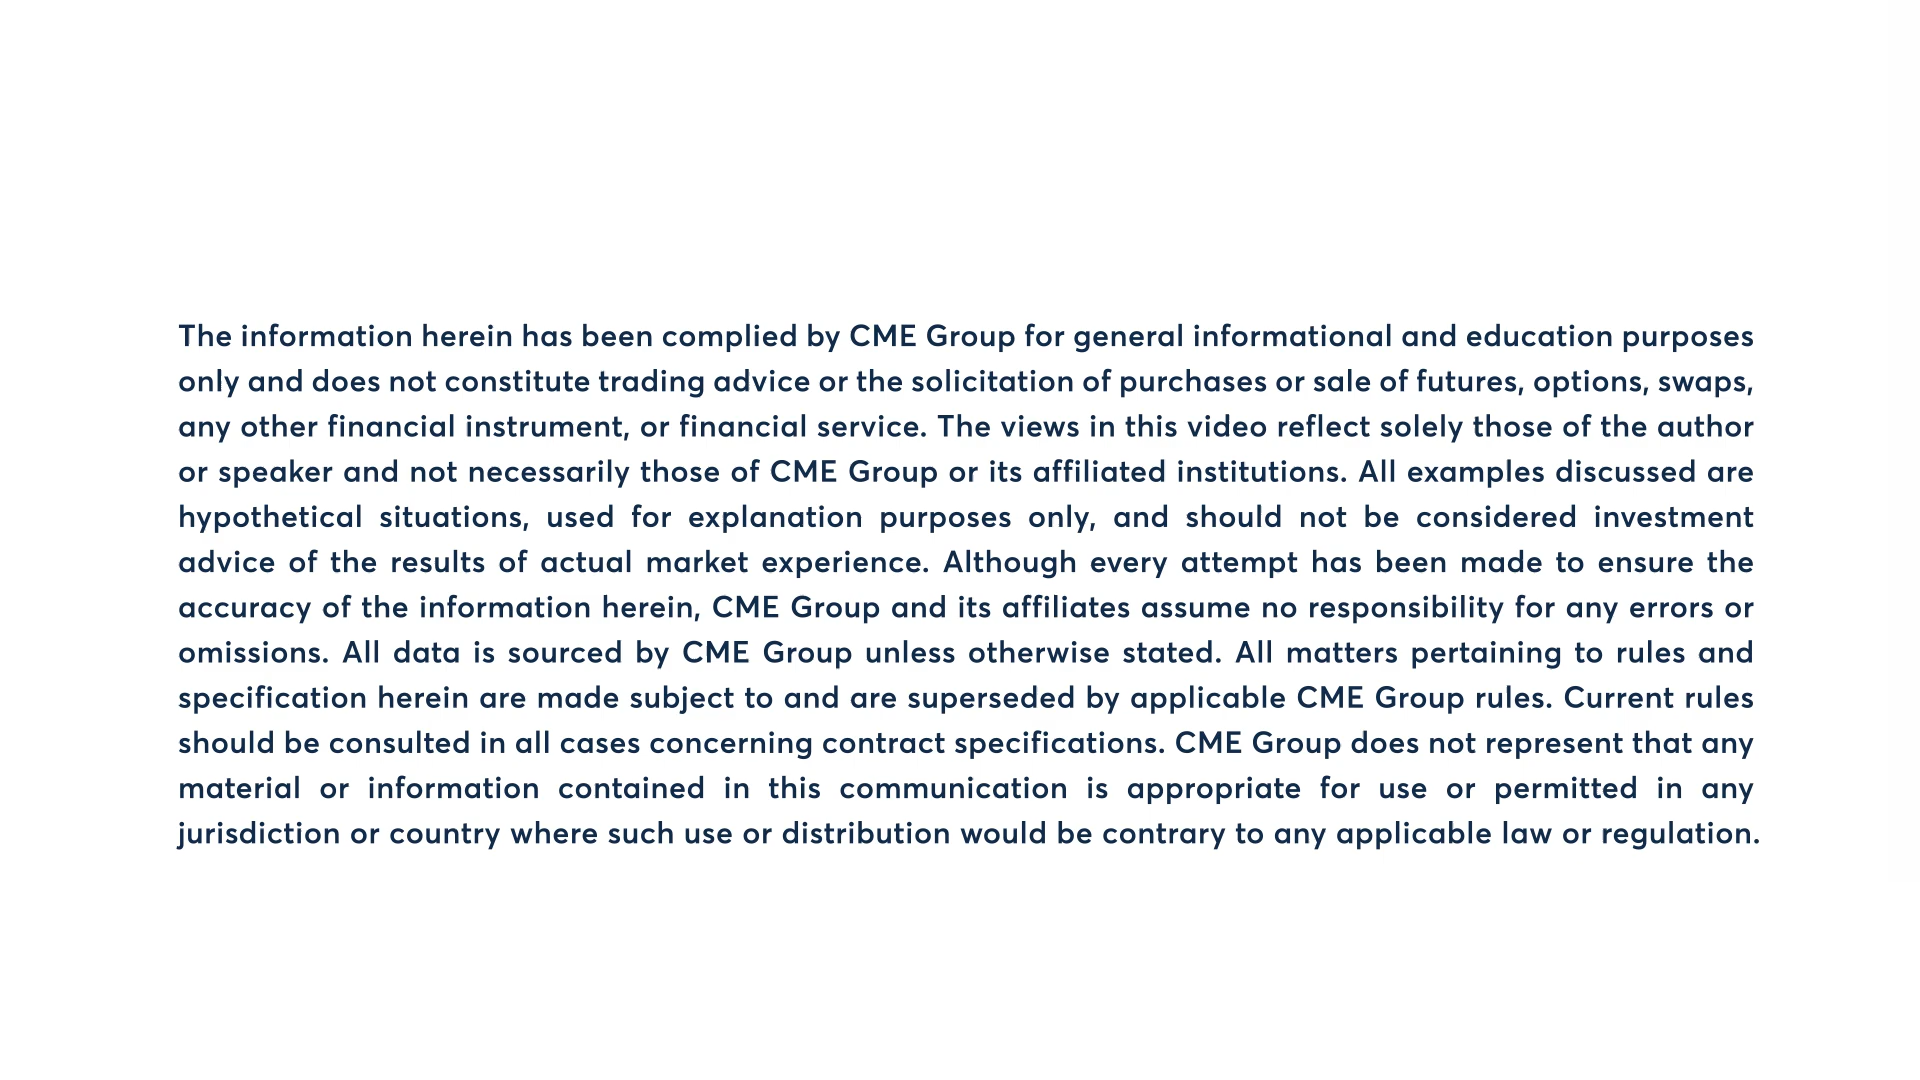 The information herein has been complied by CME Group for general informational and education purposes
only and does not constitute trading advice or the solicitation of purchases or sale of futures, options, swaps,
any other financial instrument, or financial service. The views in this video reflect solely those of the author
or speaker and not necessarily those of CME Group or its affiliated institutions. All examples discussed are
hypothetical situations, used for explanation purposes only, and should not be considered investment
advice of the results of actual market experience. Although every attempt has been made to ensure the
accuracy of the information herein, CME Group and its affiliates assume no responsibility for any errors or
omissions. All data is sourced by CME Group unless otherwise stated. All matters pertaining to rules and
specification herein are made subject to and are superseded by applicable CME Group rules. Current rules
should be consulted in all cases concerning contract specifications. CME Group does not represent that any
material or information contained in this communication is appropriate for use or permitted in any
jurisdiction or country where such use or distribution would be contrary to any applicable law or regulation.